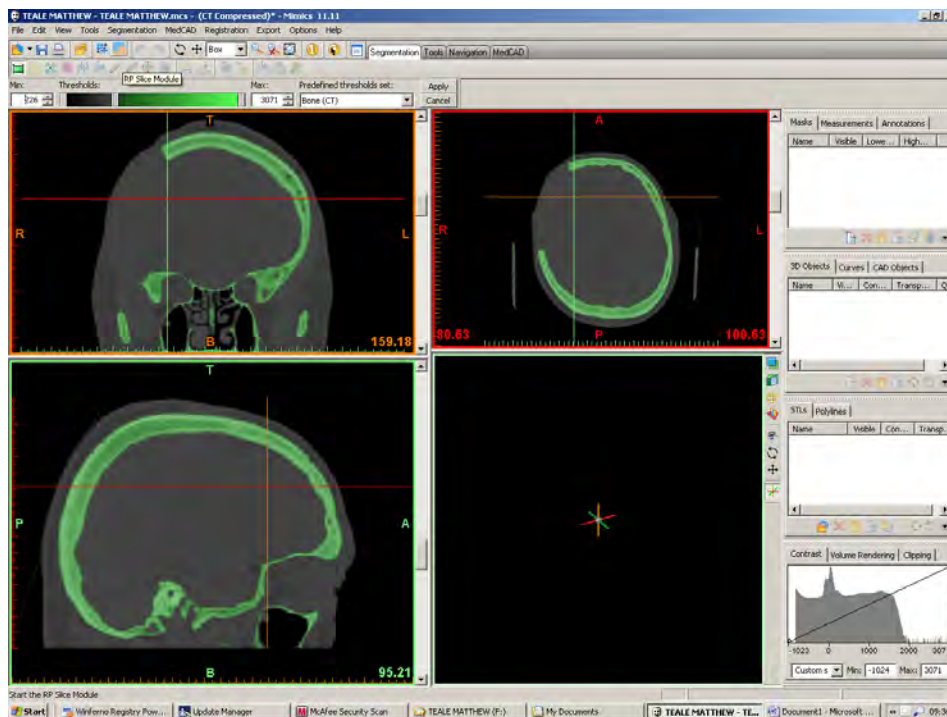 TEALE MATTHEW - TEALE MATTHEW.mcs - (CT Compressed)* - Mimics 11.11
File Edit View Tools Segmentation MedCAD Registration Export Options Help
Box Segmentation Tools Navigation MedCAD
RP Slice Module
Min: Thresholds: Max: Predefined thresholds set: Apply
226 3071 Bone (CT) Cancel
T
R L
B 159.18
A
R L
80.63 P 100.63
T
P A
B 95.21
Masks Measurements Annotations
Name Visible Lowe... High...
3D Objects Curves CAD Objects
Name Vi... Con... Transp...
STLs Polylines
Name Visible Con... Transp...
Contrast Volume Rendering Clipping
-1023 0 1000 2000 307
Custom s Min: -1024 Max: 3071
Start the RP Slice Module
Start Winferno Registry Pow... Update Manager McAfee Security Scan TEALE MATTHEW (F:) My Documents TEALE MATTHEW - TE... Document1 - Microsoft ...